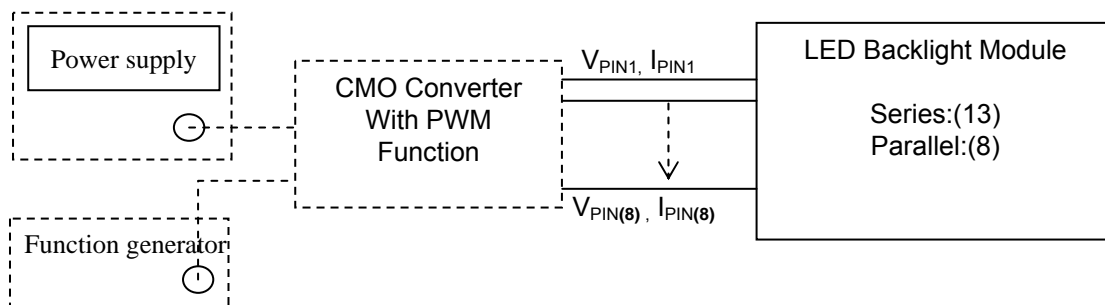 Power supply
CMO Converter
With PWM
Function
V_PIN1, I_PIN1
V_PIN(8) , I_PIN(8)
LED Backlight Module
Series:(13)
Parallel:(8)
Function generator